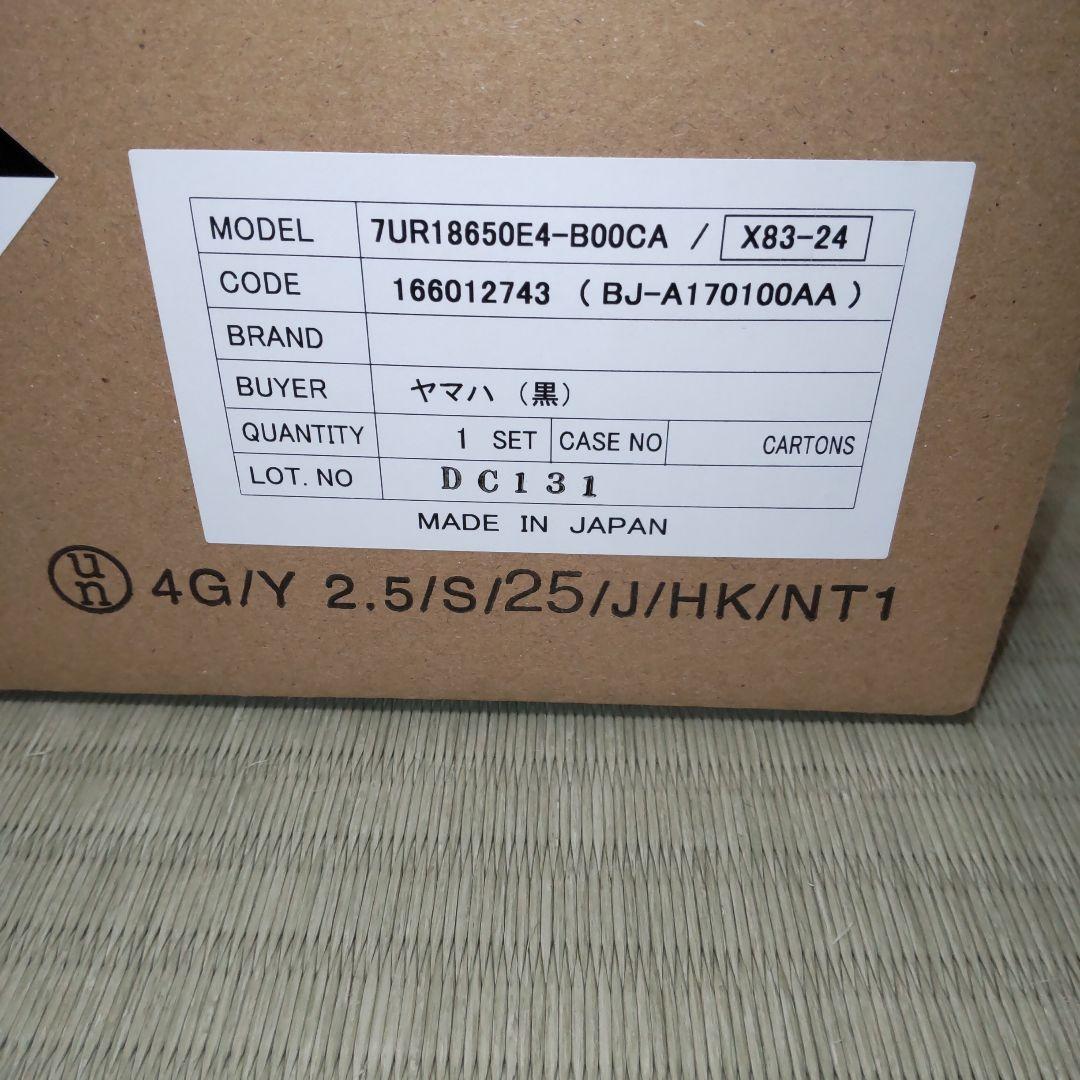 MODEL 7UR18650E4-B00CA / X83-24
CODE 166012743 ( BJ-A170100AA )
BRAND
BUYER ヤマハ (黒)
QUANTITY 1 SET CASE NO CARTONS
LOT. NO DC131
MADE IN JAPAN
un 4G/Y 2.5/S/25/J/HK/NT1